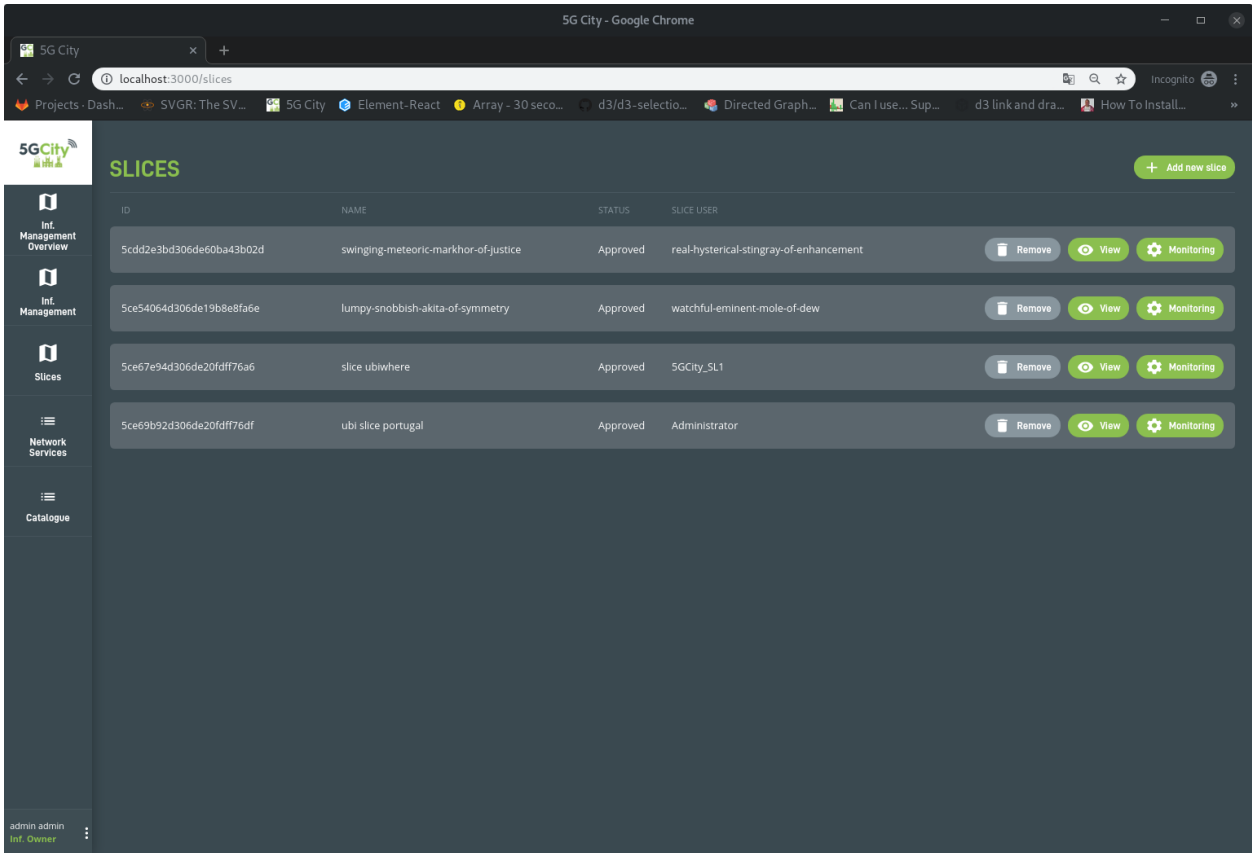 5G City - Google Chrome
5G City
localhost:3000/slices
Incognito
Projects · Dash... SVGR: The SV... 5G City Element-React Array - 30 seco... d3/d3-selectio... Directed Graph... Can I use... Sup... d3 link and dra... How To Install... »
5GCity
SLICES
Add new slice
Inf.
Management
Overview
Inf.
Management
Slices
Network
Services
Catalogue
ID NAME STATUS SLICE USER
5cdd2e3bd306de60ba43b02d swinging-meteoric-markhor-of-justice Approved real-hysterical-stingray-of-enhancement Remove View Monitoring
5ce54064d306de19b8e8fa6e lumpy-snobbish-akita-of-symmetry Approved watchful-eminent-mole-of-dew Remove View Monitoring
5ce67e94d306de20fdff76a6 slice ubiwhere Approved 5GCity_SL1 Remove View Monitoring
5ce69b92d306de20fdff76df ubi slice portugal Approved Administrator Remove View Monitoring
admin admin
Inf. Owner